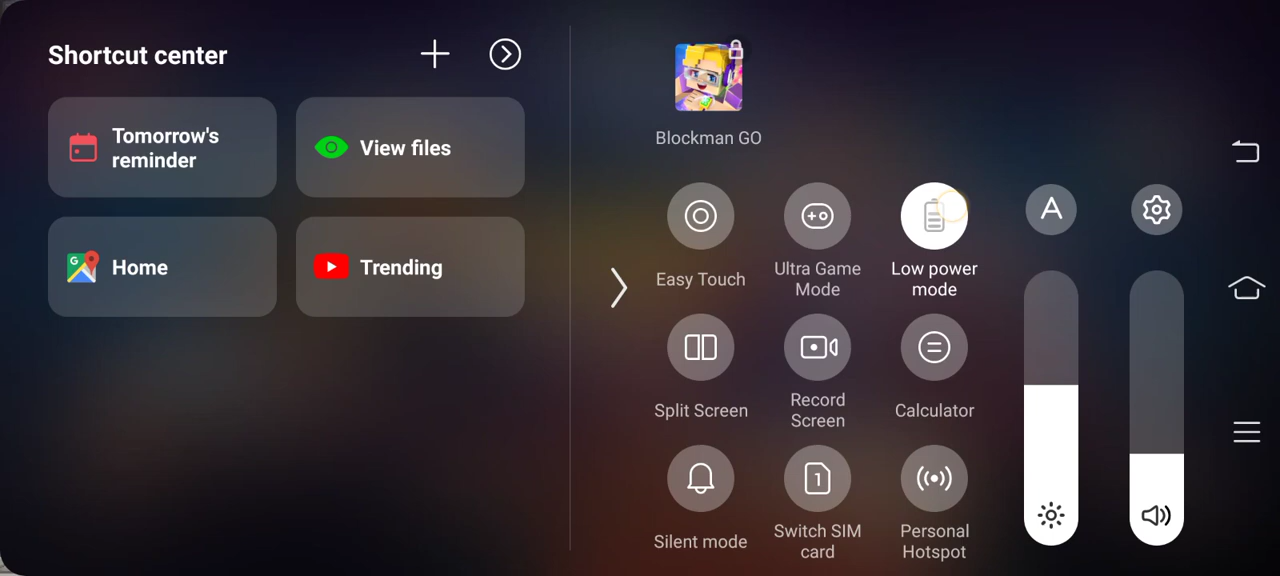 Shortcut center
Tomorrow's
reminder
View files
Home
Trending
Blockman GO
Easy Touch
Ultra Game
Mode
Low power
mode
Split Screen
Record
Screen
Calculator
Silent mode
1
Switch SIM
card
Personal
Hotspot
A